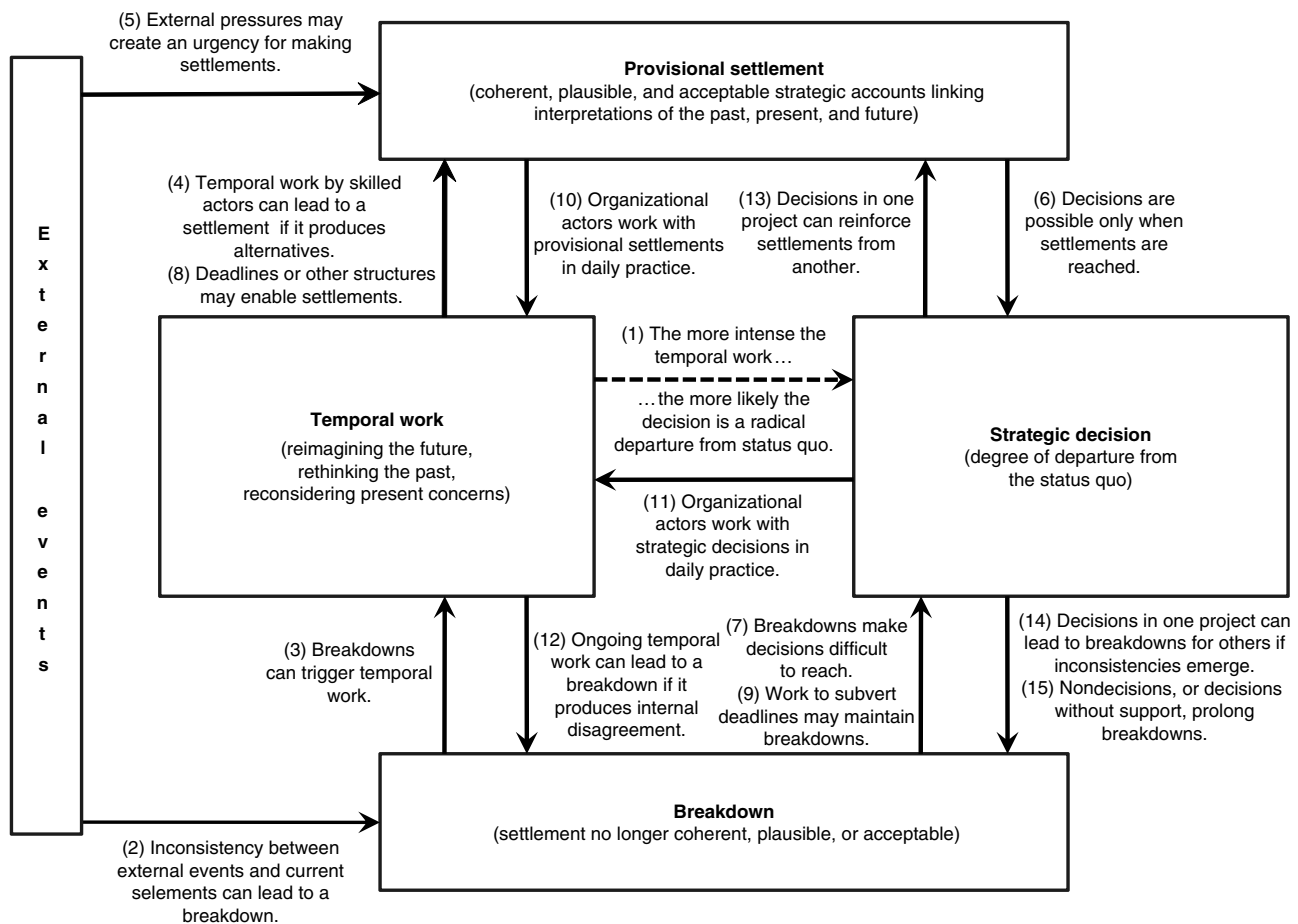 (5) External pressures may
create an urgency for making
settlements.
Provisional settlement
(coherent, plausible, and acceptable strategic accounts linking
interpretations of the past, present, and future)
External events
(4) Temporal work by skilled
actors can lead to a
settlement if it produces
alternatives.
(8) Deadlines or other structures
may enable settlements.
(10) Organizational
actors work with
provisional settlements
in daily practice.
(13) Decisions in one
project can reinforce
settlements from
another.
(6) Decisions are
possible only when
settlements are
reached.
Temporal work
(reimagining the future,
rethinking the past,
reconsidering present concerns)
(1) The more intense the
temporal work…
…the more likely the
decision is a radical
departure from status quo.
(11) Organizational
actors work with
strategic decisions in
daily practice.
Strategic decision
(degree of departure from
the status quo)
(3) Breakdowns
can trigger temporal
work.
(12) Ongoing temporal
work can lead to a
breakdown if it
produces internal
disagreement.
(7) Breakdowns make
decisions difficult
to reach.
(9) Work to subvert
deadlines may maintain
breakdowns.
(14) Decisions in one project can
lead to breakdowns for others if
inconsistencies emerge.
(15) Nondecisions, or decisions
without support, prolong
breakdowns.
Breakdown
(settlement no longer coherent, plausible, or acceptable)
(2) Inconsistency between
external events and current
selements can lead to a
breakdown.